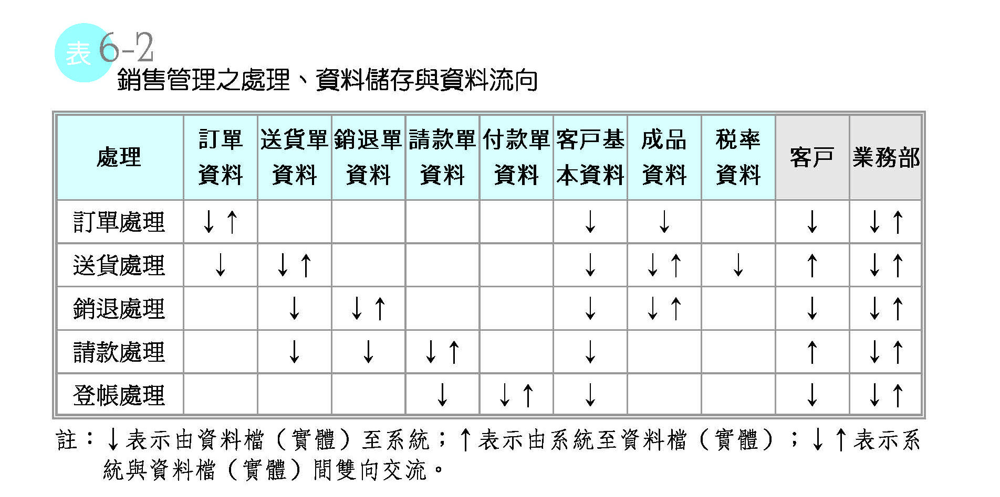 表 6-2
銷售管理之處理、資料儲存與資料流向
處理 訂單資料 送貨單資料 銷退單資料 請款單資料 付款單資料 客戶基本資料 成品資料 稅率資料 客戶 業務部
訂單處理 ↓↑ ↓ ↓ ↓ ↓↑
送貨處理 ↓ ↓↑ ↓ ↓↑ ↓ ↑ ↓↑
銷退處理 ↓ ↓↑ ↓ ↓↑ ↓ ↓↑
請款處理 ↓ ↓ ↓↑ ↓ ↑ ↓↑
登帳處理 ↓ ↓↑ ↓ ↓ ↓↑
註：↓表示由資料檔（實體）至系統；↑表示由系統至資料檔（實體）；↓↑表示系
統與資料檔（實體）間雙向交流。